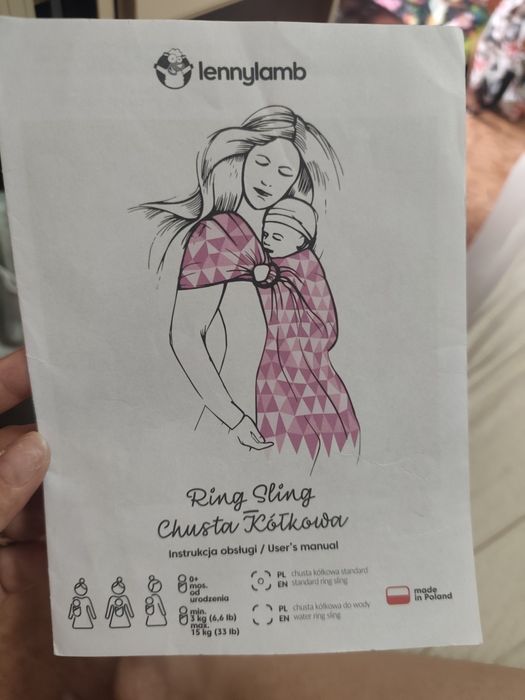 lennylamb
Ring Sling
Chusta Kółkowa
Instrukcja obsługi / User's manual
0+
mos.
od
urodzenia
min.
3 kg (6,6 lb)
max.
15 kg (33 lb)
PL chusta kółkowa standard
EN standard ring sling
PL chusta kółkowa do wody
EN water ring sling
made
in Poland